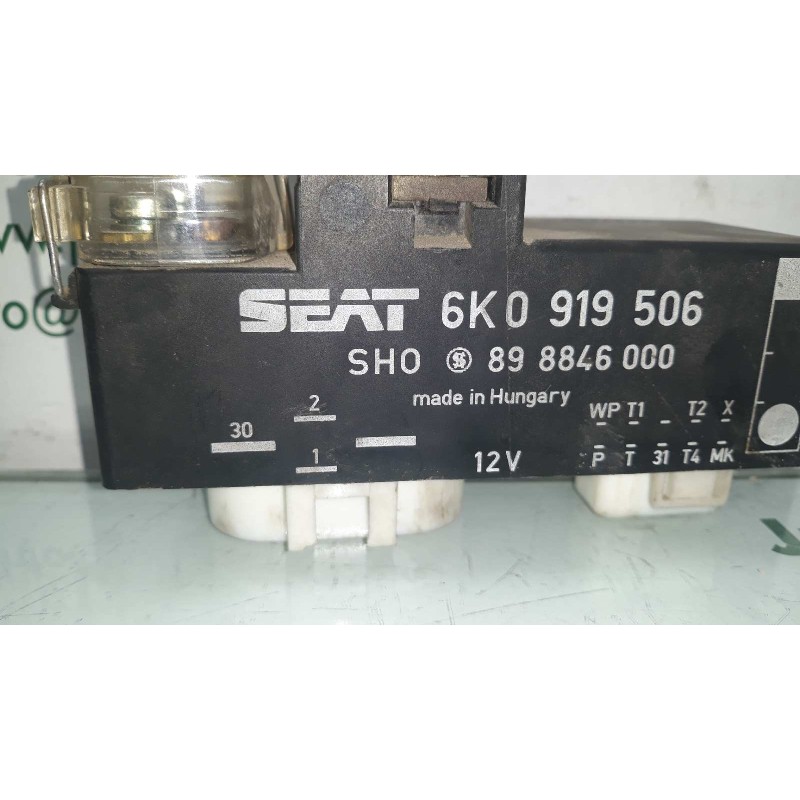 SEAT 6K0 919 506
SHO 89 8846 000
made in Hungary
2
30
1
12V
WP T1 T2 X
P T 31 T4 MK